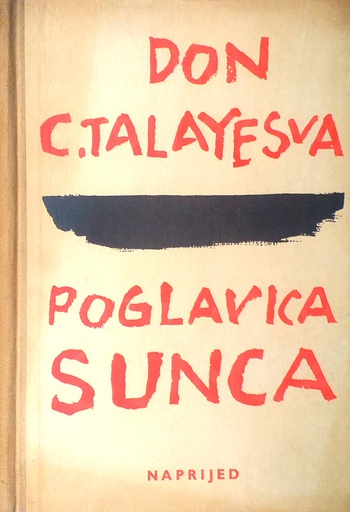 DON
C.TALAYESVA
POGLAVICA
SUNCA
NAPRIJED